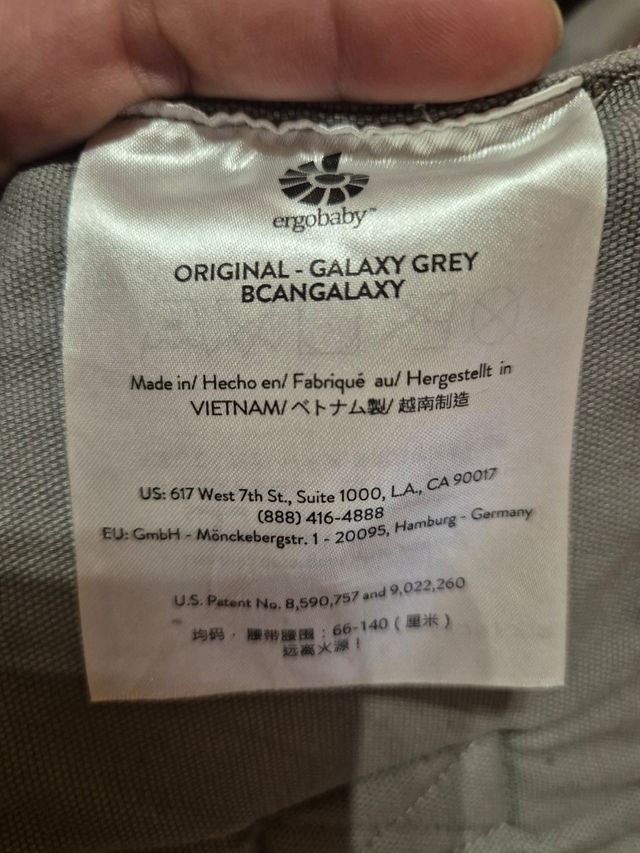 ergobaby™
ORIGINAL - GALAXY GREY
BCANGALAXY
Made in/ Hecho en/ Fabriqué au/ Hergestellt in
VIETNAM/ベトナム製/ 越南制造
US: 617 West 7th St., Suite 1000, L.A., CA 90017
(888) 416-4888
EU: GmbH - Mönckebergstr. 1 - 20095, Hamburg - Germany
U.S. Patent No. 8,590,757 and 9,022,260
均码，腰带腰围：66-140（厘米）
远离火源！